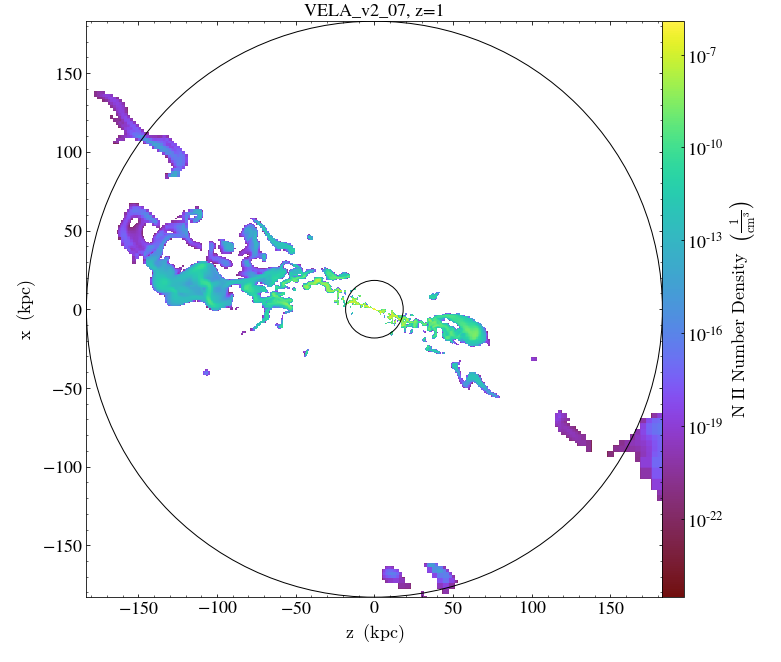 VELA_v2_07, z=1
150
100
50
0
−50
−100
−150
−150 −100 −50 0 50 100 150
x (kpc)
z (kpc)
10^-7
10^-10
10^-13
10^-16
10^-19
10^-22
N II Number Density (1/cm^3)